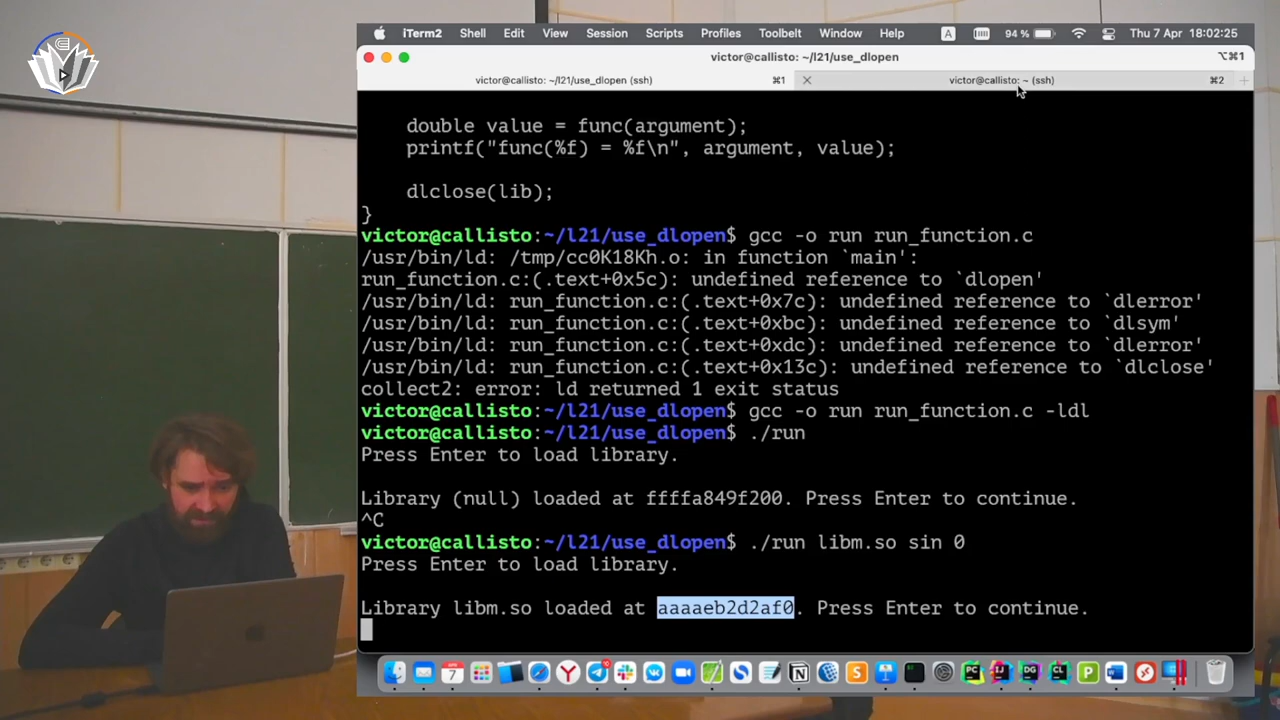 iTerm2 Shell Edit View Session Scripts Profiles Toolbelt Window Help A 94 % Thu 7 Apr 18:02:25
victor@callisto: ~/l21/use_dlopen ⌥⌘1
victor@callisto: ~/l21/use_dlopen (ssh) ⌘1 victor@callisto: ~ (ssh) ⌘2
double value = func(argument);
printf("func(%f) = %f\n", argument, value);
dlclose(lib);
}
victor@callisto:~/l21/use_dlopen$ gcc -o run run_function.c
/usr/bin/ld: /tmp/cc0K18Kh.o: in function `main':
run_function.c:(.text+0x5c): undefined reference to `dlopen'
/usr/bin/ld: run_function.c:(.text+0x7c): undefined reference to `dlerror'
/usr/bin/ld: run_function.c:(.text+0xbc): undefined reference to `dlsym'
/usr/bin/ld: run_function.c:(.text+0xdc): undefined reference to `dlerror'
/usr/bin/ld: run_function.c:(.text+0x13c): undefined reference to `dlclose'
collect2: error: ld returned 1 exit status
victor@callisto:~/l21/use_dlopen$ gcc -o run run_function.c -ldl
victor@callisto:~/l21/use_dlopen$ ./run
Press Enter to load library.
Library (null) loaded at ffffa849f200. Press Enter to continue.
^C
victor@callisto:~/l21/use_dlopen$ ./run libm.so sin 0
Press Enter to load library.
Library libm.so loaded at aaaaeb2d2af0. Press Enter to continue.